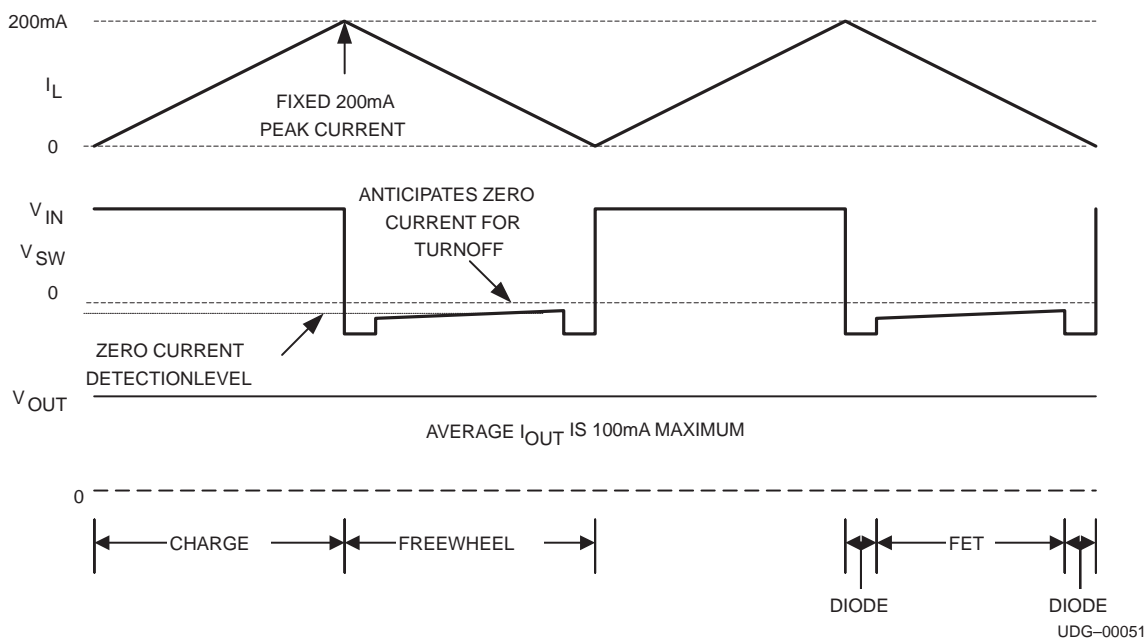 200mA
I L
FIXED 200mA
PEAK CURRENT
0
V IN
ANTICIPATES ZERO
CURRENT FOR
TURNOFF
V SW
0
ZERO CURRENT
DETECTIONLEVEL
V OUT
AVERAGE IOUT IS 100mA MAXIMUM
0
CHARGE
FREEWHEEL
FET
DIODE
DIODE
UDG–00051